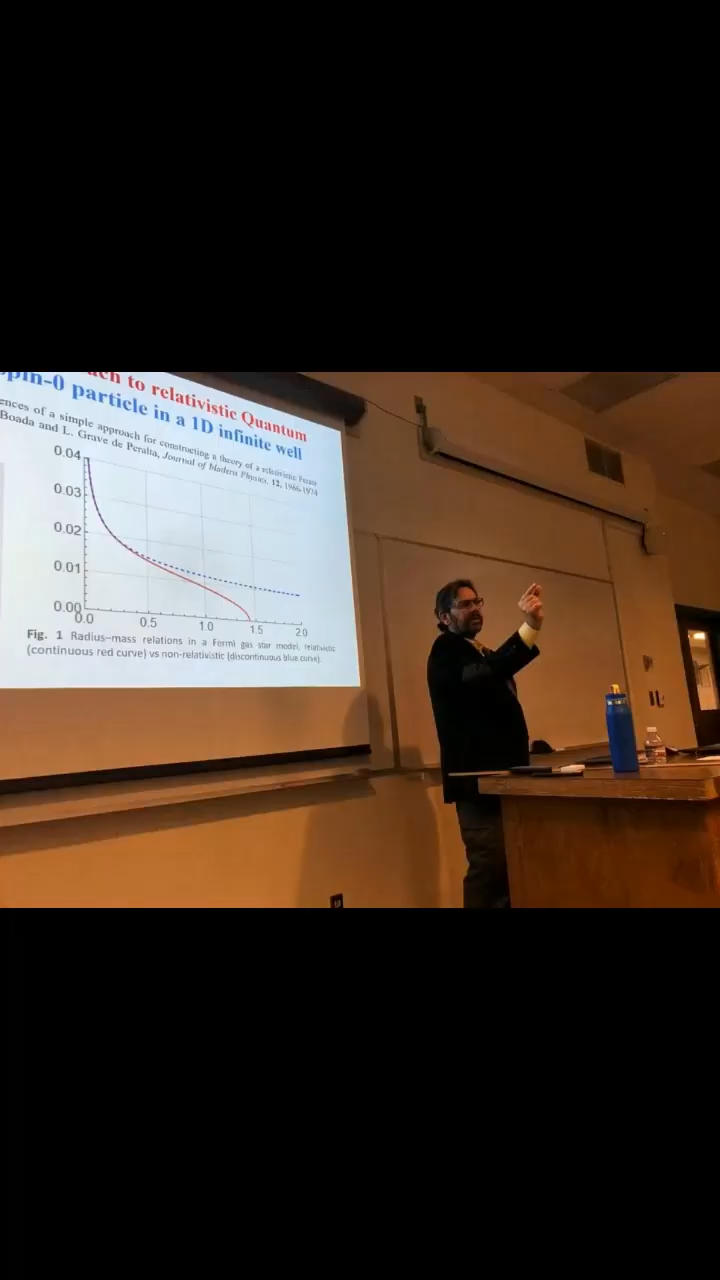 ach to relativistic Quantum
spin-0 particle in a 1D infinite well
ences of a simple approach for constructing a theory of a relativistic Fermi
Boada and L. Grave de Peralta, Journal of Modern Physics, 12, 1966-1974
0.04
0.03
0.02
0.01
0.00
0.0 0.5 1.0 1.5 2.0
Fig. 1 Radius–mass relations in a Fermi gas star model, relativistic
(continuous red curve) vs non-relativistic (discontinuous blue curve).